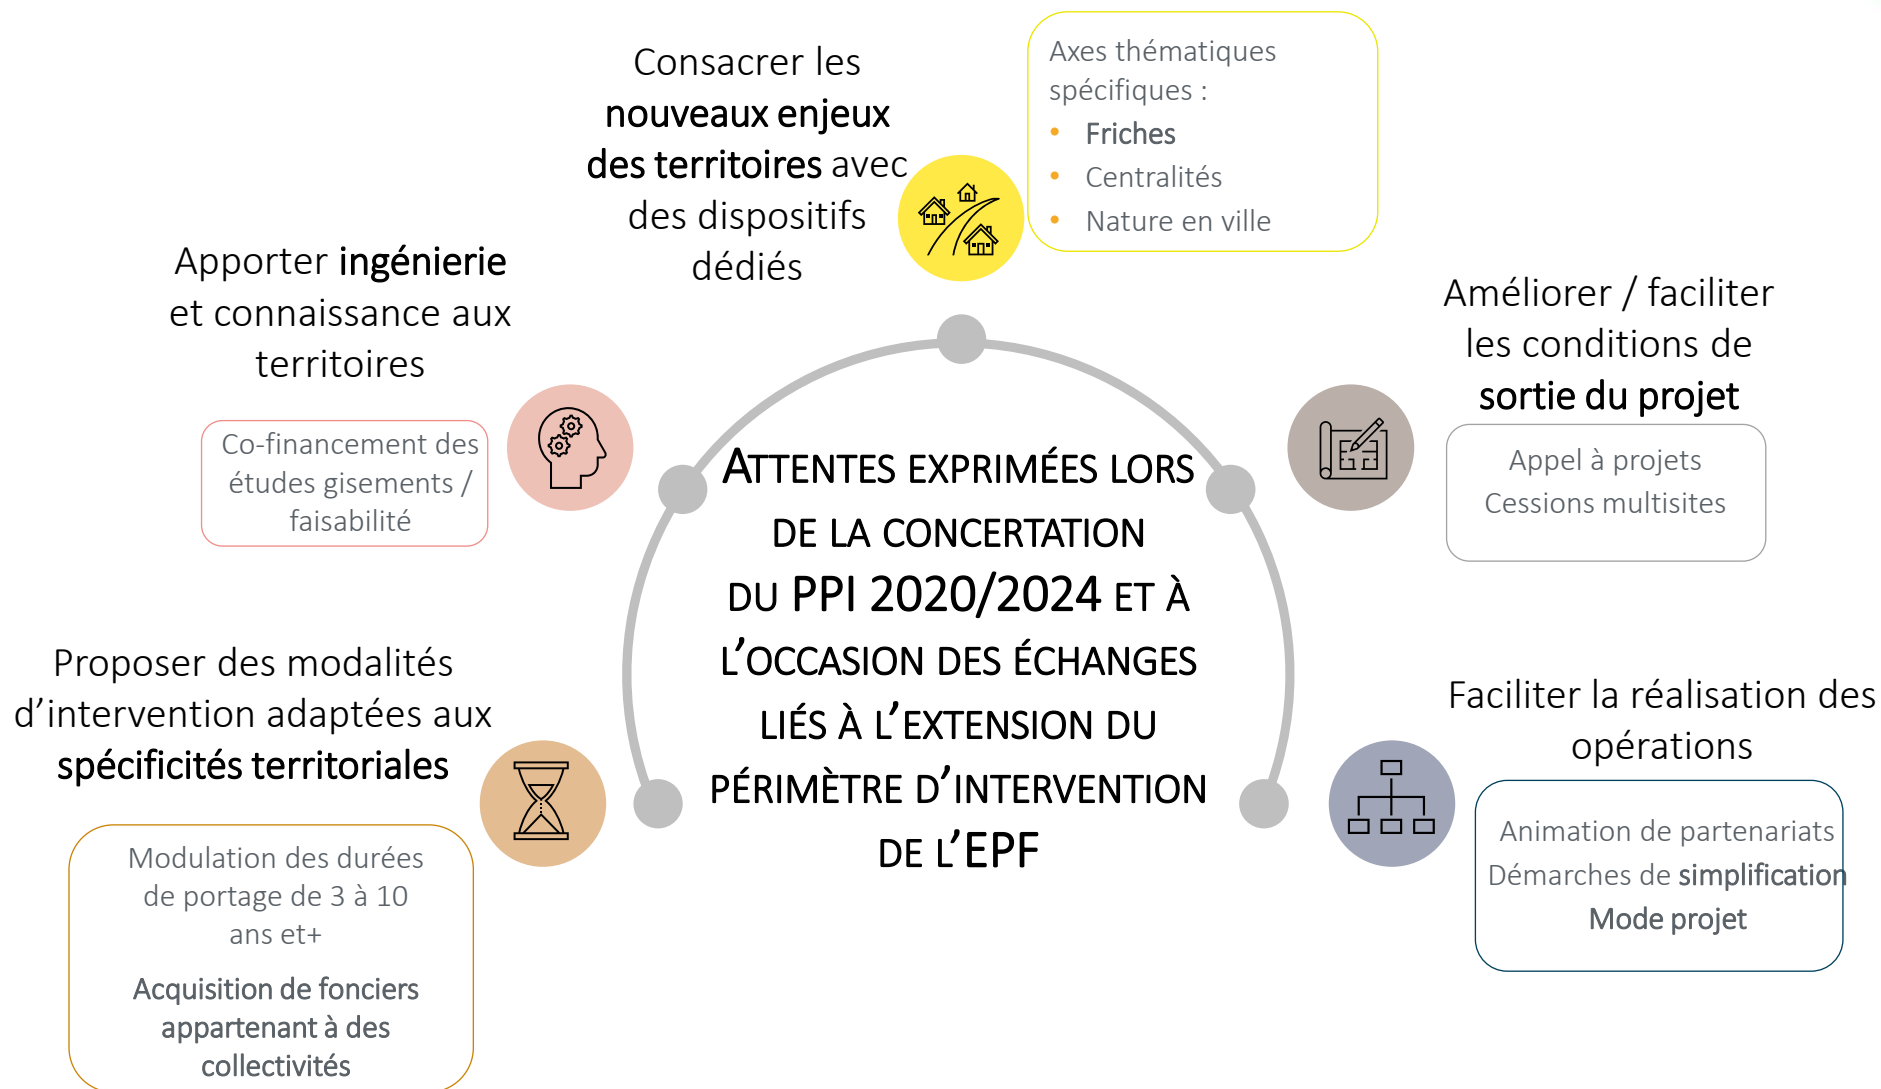 Consacrer les
nouveaux enjeux
des territoires avec
des dispositifs
dédiés
Axes thématiques
spécifiques :
• Friches
• Centralités
• Nature en ville
Apporter ingénierie
et connaissance aux
territoires
Co-financement des
études gisements /
faisabilité
Améliorer / faciliter
les conditions de
sortie du projet
Appel à projets
Cessions multisites
ATTENTES EXPRIMÉES LORS
DE LA CONCERTATION
DU PPI 2020/2024 ET À
L’OCCASION DES ÉCHANGES
LIÉS À L’EXTENSION DU
PÉRIMÈTRE D’INTERVENTION
DE L’EPF
Proposer des modalités
d’intervention adaptées aux
spécificités territoriales
Modulation des durées
de portage de 3 à 10
ans et+
Acquisition de fonciers
appartenant à des
collectivités
Faciliter la réalisation des
opérations
Animation de partenariats
Démarches de simplification
Mode projet